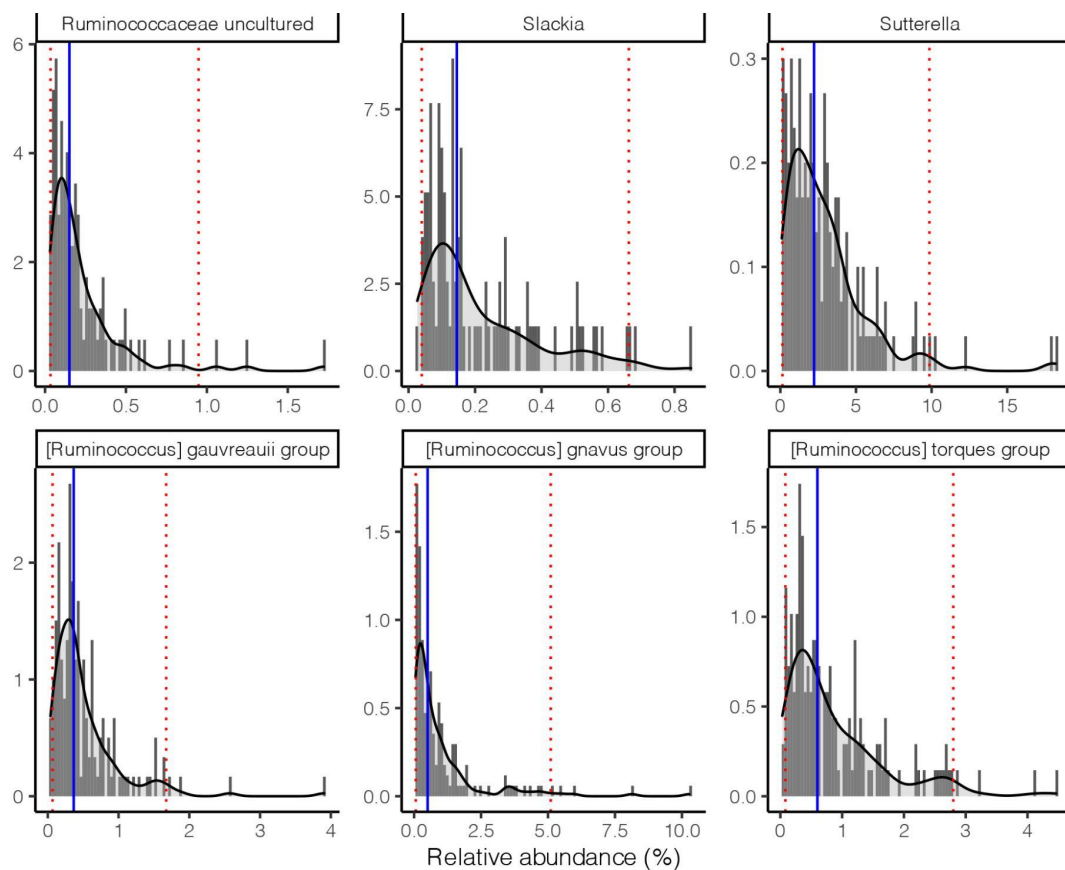 Ruminococcaceae uncultured
Slackia
Sutterella
6
4
2
0
0.0 0.5 1.0 1.5
7.5
5.0
2.5
0.0
0.0 0.2 0.4 0.6 0.8
0.3
0.2
0.1
0.0
0 5 10 15
[Ruminococcus] gauvreauii group
[Ruminococcus] gnavus group
[Ruminococcus] torques group
2
1
0
0 1 2 3 4
1.5
1.0
0.5
0.0
0.0 2.5 5.0 7.5 10.0
1.5
1.0
0.5
0.0
0 1 2 3 4
Relative abundance (%)